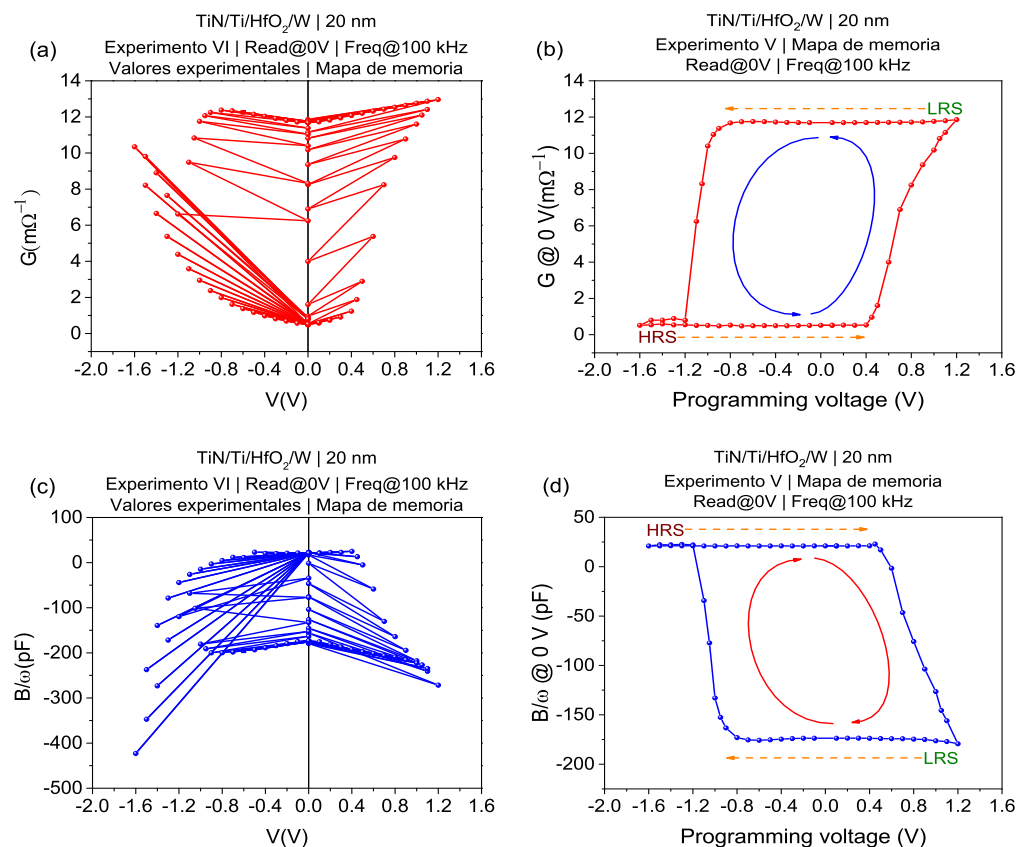 TiN/Ti/HfO₂/W | 20 nm
(a)
Experimento VI | Read@0V | Freq@100 kHz
Valores experimentales | Mapa de memoria
14
12
10
8
6
4
2
0
G(mΩ⁻¹)
-2.0 -1.6 -1.2 -0.8 -0.4 0.0 0.4 0.8 1.2 1.6
V(V)
TiN/Ti/HfO₂/W | 20 nm
(b)
Experimento V | Mapa de memoria
Read@0V | Freq@100 kHz
14
12
10
8
6
4
2
0
G @ 0 V(mΩ⁻¹)
LRS
HRS
-2.0 -1.6 -1.2 -0.8 -0.4 0.0 0.4 0.8 1.2 1.6
Programming voltage (V)
TiN/Ti/HfO₂/W | 20 nm
(c)
Experimento VI | Read@0V | Freq@100 kHz
Valores experimentales | Mapa de memoria
100
0
-100
-200
-300
-400
-500
B/ω(pF)
-2.0 -1.6 -1.2 -0.8 -0.4 0.0 0.4 0.8 1.2 1.6
V(V)
TiN/Ti/HfO₂/W | 20 nm
(d)
Experimento V | Mapa de memoria
Read@0V | Freq@100 kHz
50
0
-50
-100
-150
-200
B/ω @ 0 V (pF)
HRS
LRS
-2.0 -1.6 -1.2 -0.8 -0.4 0.0 0.4 0.8 1.2 1.6
Programming voltage (V)